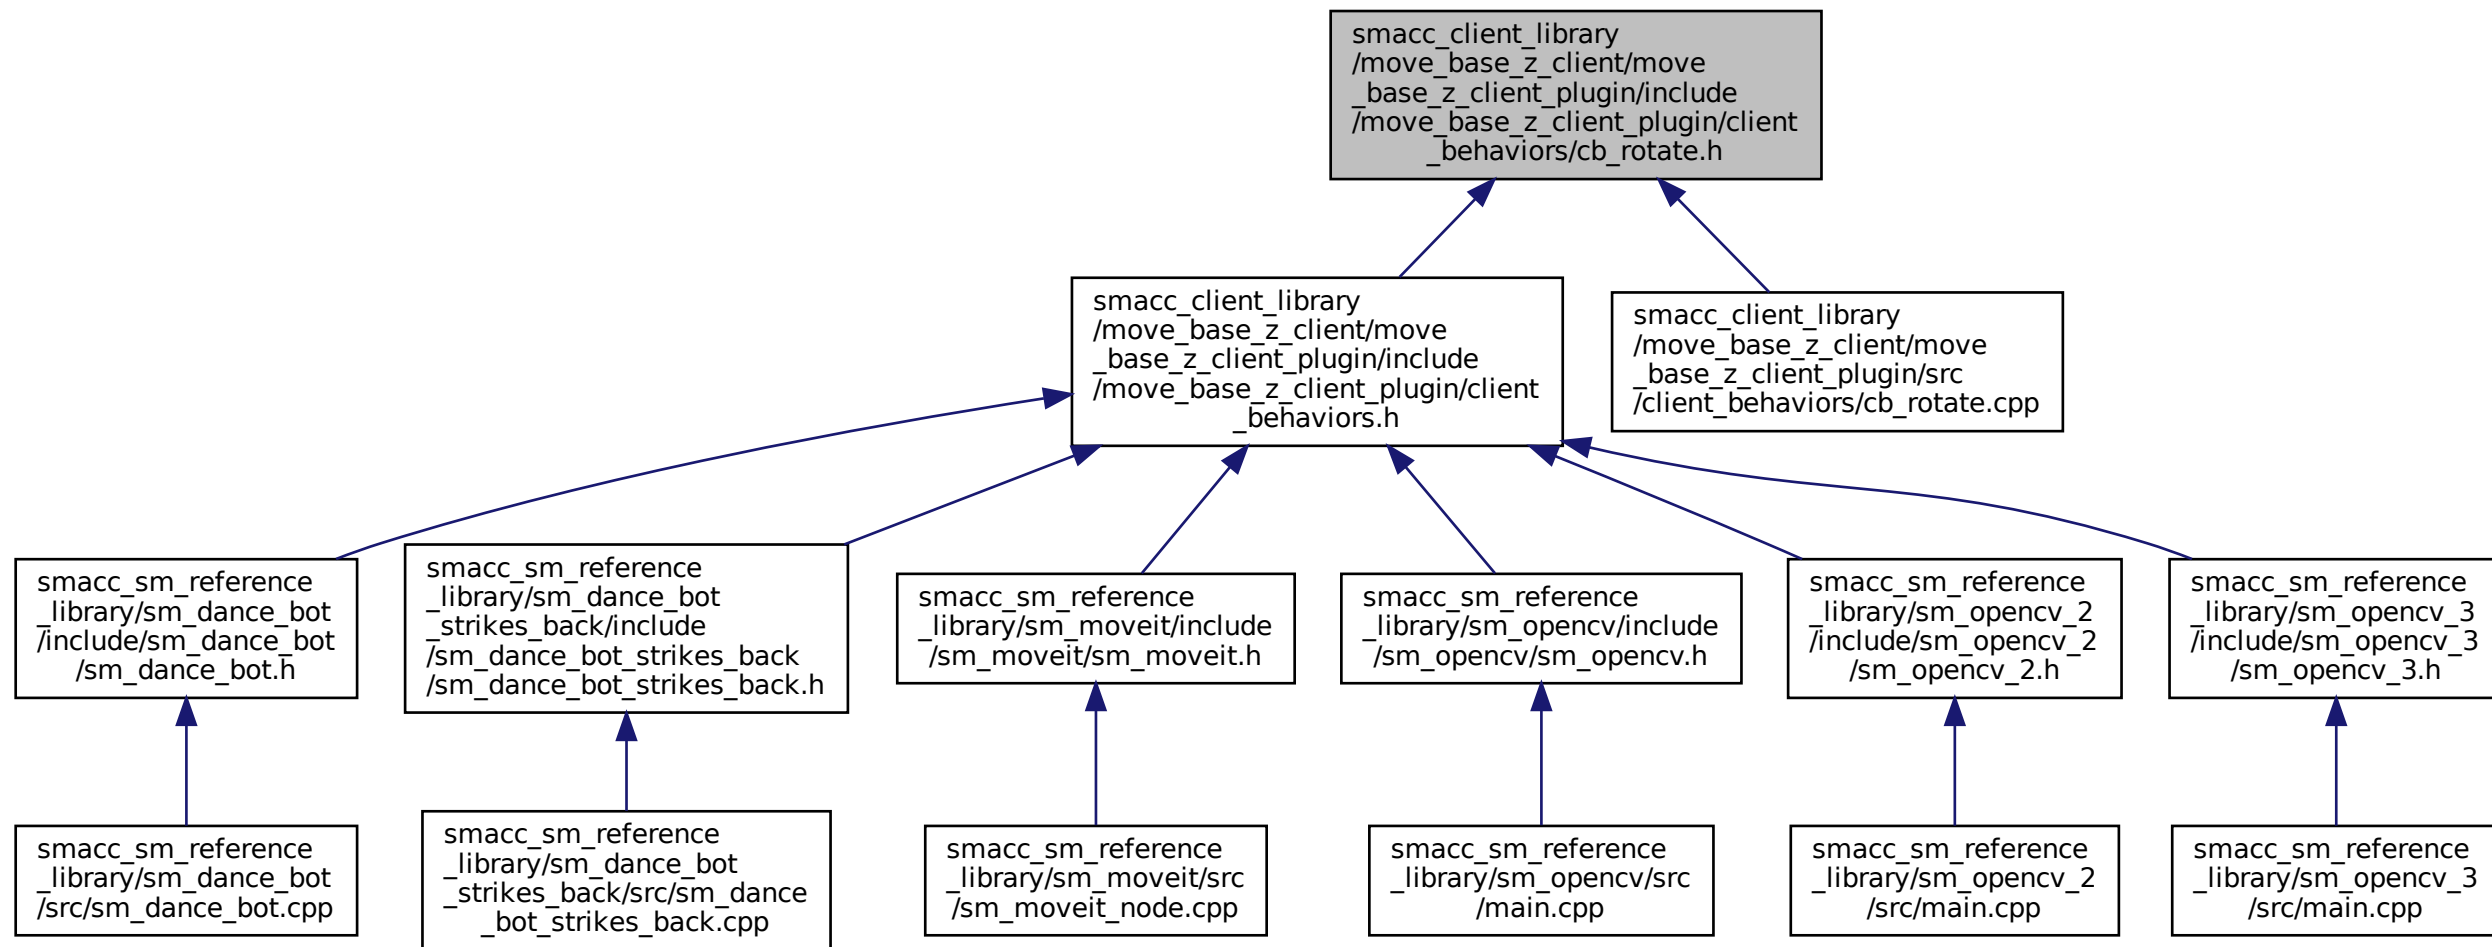 smacc_client_library
/move_base_z_client/move
_base_z_client_plugin/include
/move_base_z_client_plugin/client
_behaviors/cb_rotate.h
smacc_client_library
/move_base_z_client/move
_base_z_client_plugin/include
/move_base_z_client_plugin/client
_behaviors.h
smacc_client_library
/move_base_z_client/move
_base_z_client_plugin/src
/client_behaviors/cb_rotate.cpp
smacc_sm_reference
_library/sm_dance_bot
/include/sm_dance_bot
/sm_dance_bot.h
smacc_sm_reference
_library/sm_dance_bot
_strikes_back/include
/sm_dance_bot_strikes_back
/sm_dance_bot_strikes_back.h
smacc_sm_reference
_library/sm_moveit/include
/sm_moveit/sm_moveit.h
smacc_sm_reference
_library/sm_opencv/include
/sm_opencv/sm_opencv.h
smacc_sm_reference
_library/sm_opencv_2
/include/sm_opencv_2
/sm_opencv_2.h
smacc_sm_reference
_library/sm_opencv_3
/include/sm_opencv_3
/sm_opencv_3.h
smacc_sm_reference
_library/sm_dance_bot
/src/sm_dance_bot.cpp
smacc_sm_reference
_library/sm_dance_bot
_strikes_back/src/sm_dance
_bot_strikes_back.cpp
smacc_sm_reference
_library/sm_moveit/src
/sm_moveit_node.cpp
smacc_sm_reference
_library/sm_opencv/src
/main.cpp
smacc_sm_reference
_library/sm_opencv_2
/src/main.cpp
smacc_sm_reference
_library/sm_opencv_3
/src/main.cpp